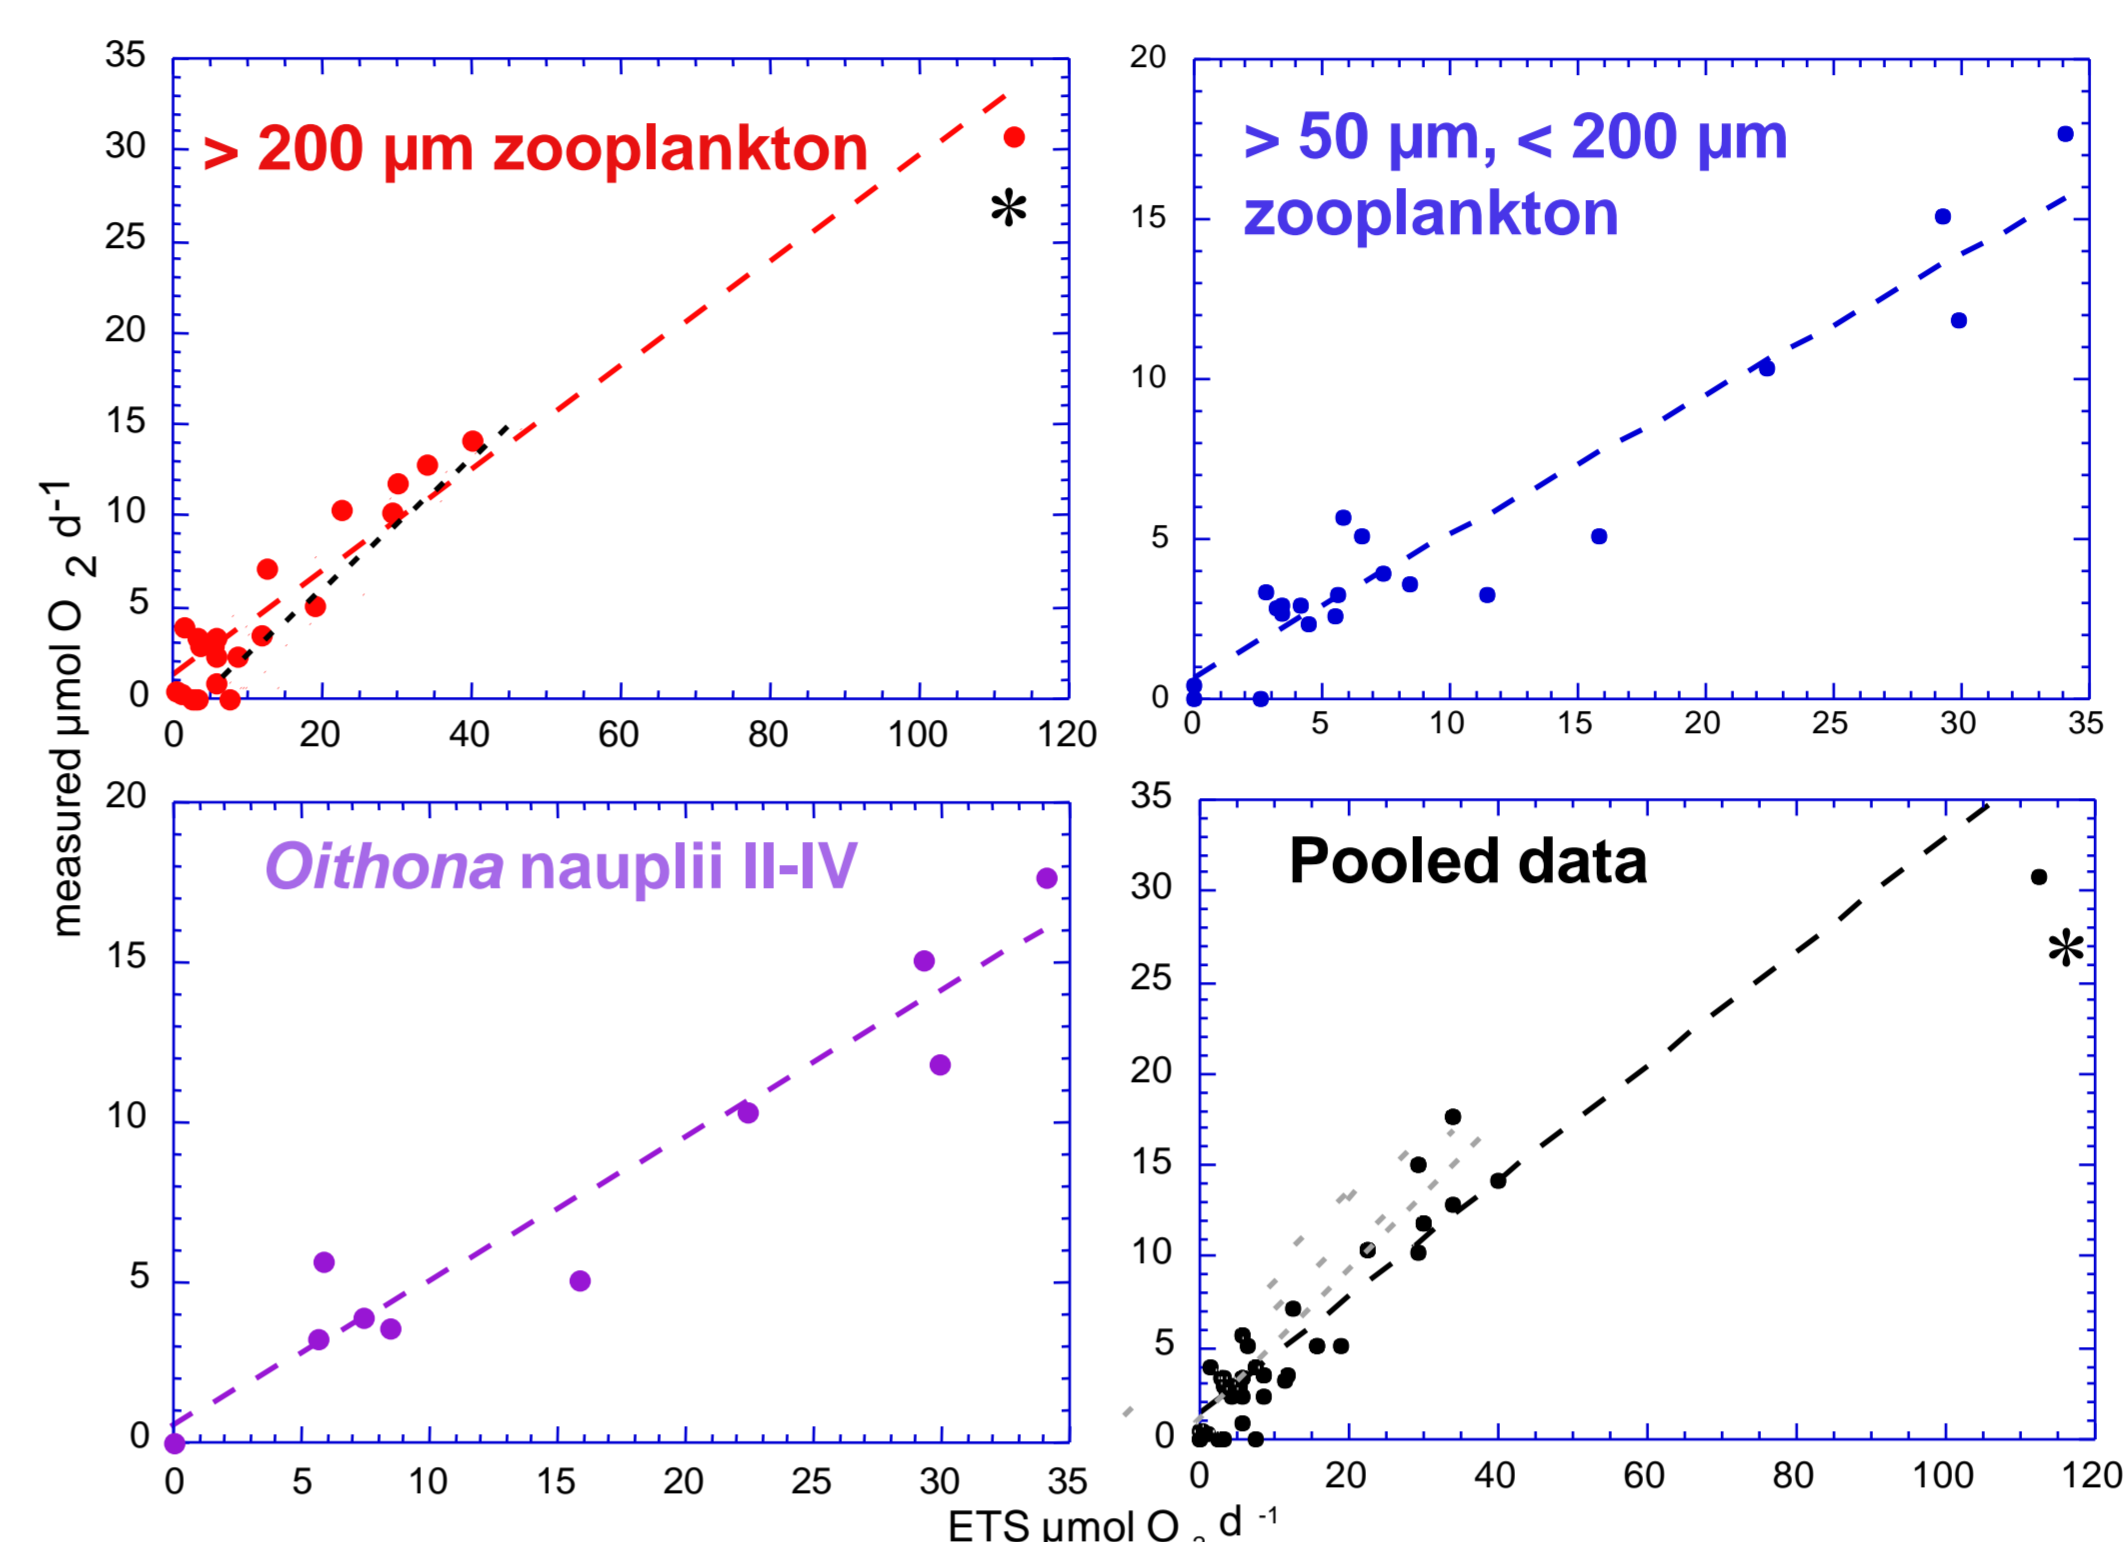 > 200 µm zooplankton
*
35
30
25
20
15
10
5
0
0 20 40 60 80 100 120
> 50 µm, < 200 µm
zooplankton
20
15
10
5
0
0 5 10 15 20 25 30 35
measured µmol O 2 d-1
Oithona nauplii II-IV
20
15
10
5
0
0 5 10 15 20 25 30 35
Pooled data
*
35
30
25
20
15
10
5
0
0 20 40 60 80 100 120
ETS µmol O 2 d -1